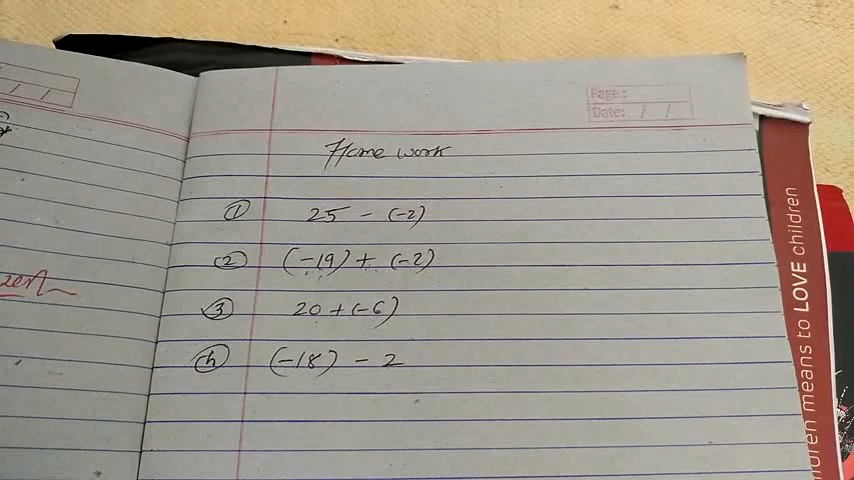 Page:
Date: / /
Home work
① 25 - (-2)
② (-19) + (-2)
③ 20 + (-6)
④ (-18) - 2
means to LOVE children